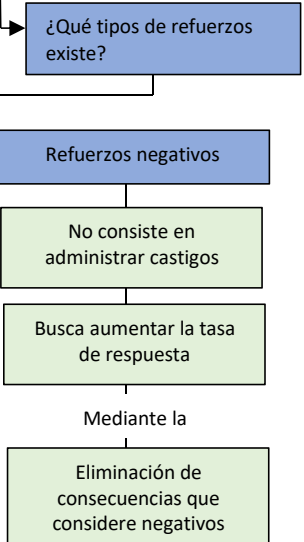 ¿Qué tipos de refuerzos
existe?
Refuerzos negativos
No consiste en
administrar castigos
Busca aumentar la tasa
de respuesta
Mediante la
Eliminación de
consecuencias que
considere negativos